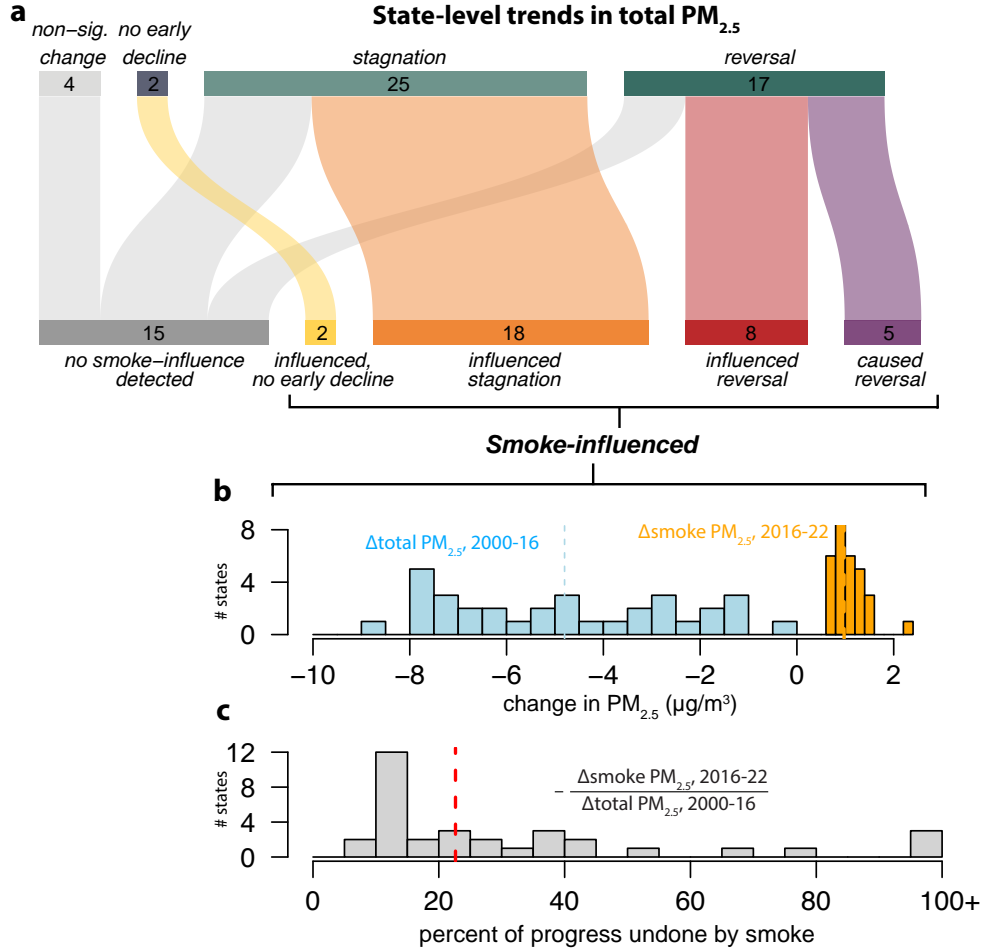 a
State-level trends in total PM2.5
non−sig. change
no early decline
stagnation
reversal
4
2
25
17
15
2
18
8
5
no smoke−influence detected
influenced, no early decline
influenced stagnation
influenced reversal
caused reversal
Smoke-influenced
b
Δtotal PM2.5, 2000-16
Δsmoke PM2.5, 2016-22
# states
8
4
0
−10
−8
−6
−4
−2
0
2
change in PM2.5 (µg/m³)
c
# states
12
8
4
0
− Δsmoke PM2.5, 2016-22
Δtotal PM2.5, 2000-16
0
20
40
60
80
100+
percent of progress undone by smoke